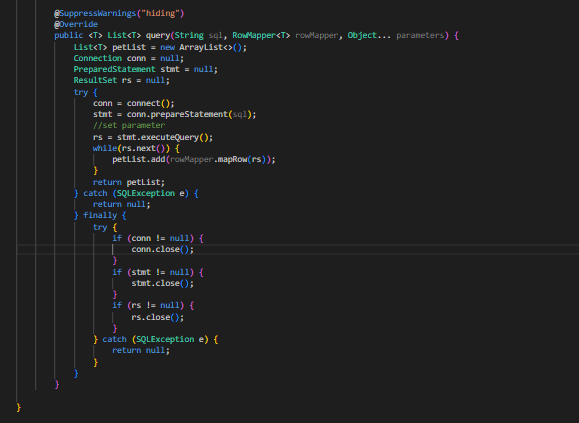 @SuppressWarnings("hiding")
@Override
public <T> List<T> query(String sql, RowMapper<T> rowMapper, Object... parameters) {
List<T> petList = new ArrayList<>();
Connection conn = null;
PreparedStatement stmt = null;
ResultSet rs = null;
try {
conn = connect();
stmt = conn.prepareStatement(sql);
//set parameter
rs = stmt.executeQuery();
while(rs.next()) {
petList.add(rowMapper.mapRow(rs));
}
return petList;
} catch (SQLException e) {
return null;
} finally {
try {
if (conn != null) {
conn.close();
}
if (stmt != null) {
stmt.close();
}
if (rs != null) {
rs.close();
}
} catch (SQLException e) {
return null;
}
}
}
}